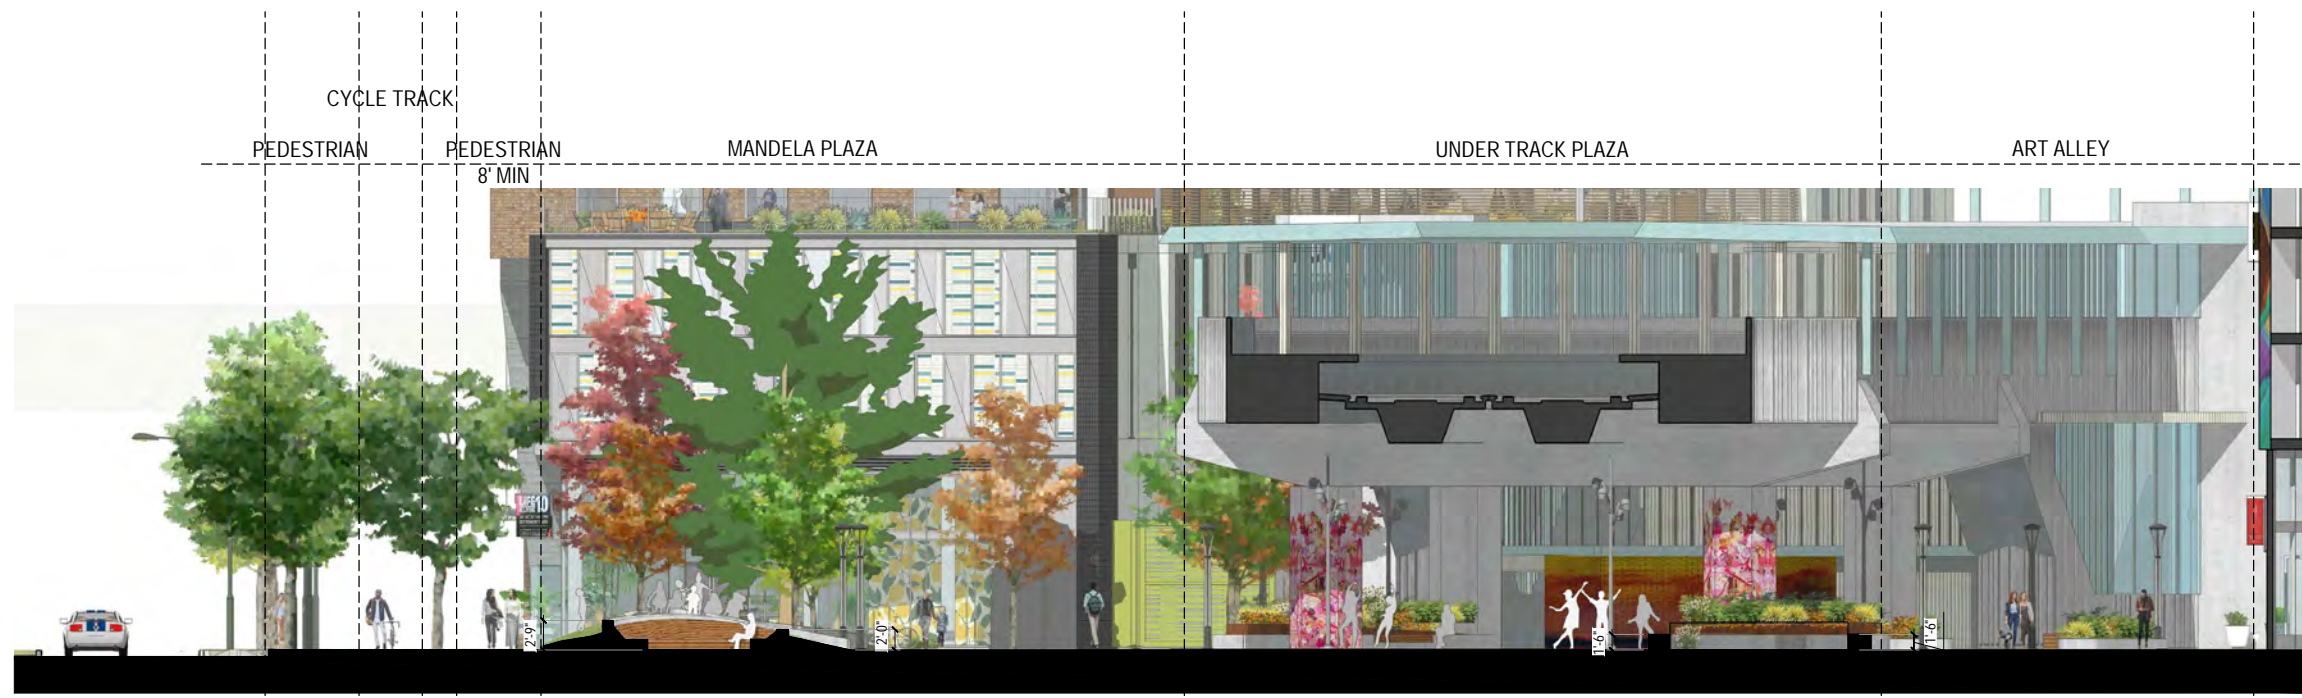 CYCLE TRACK
PEDESTRIAN
PEDESTRIAN
MANDELA PLAZA
UNDER TRACK PLAZA
ART ALLEY
8' MIN
2'-9"
2'-0"
1'-6"
1'-6"